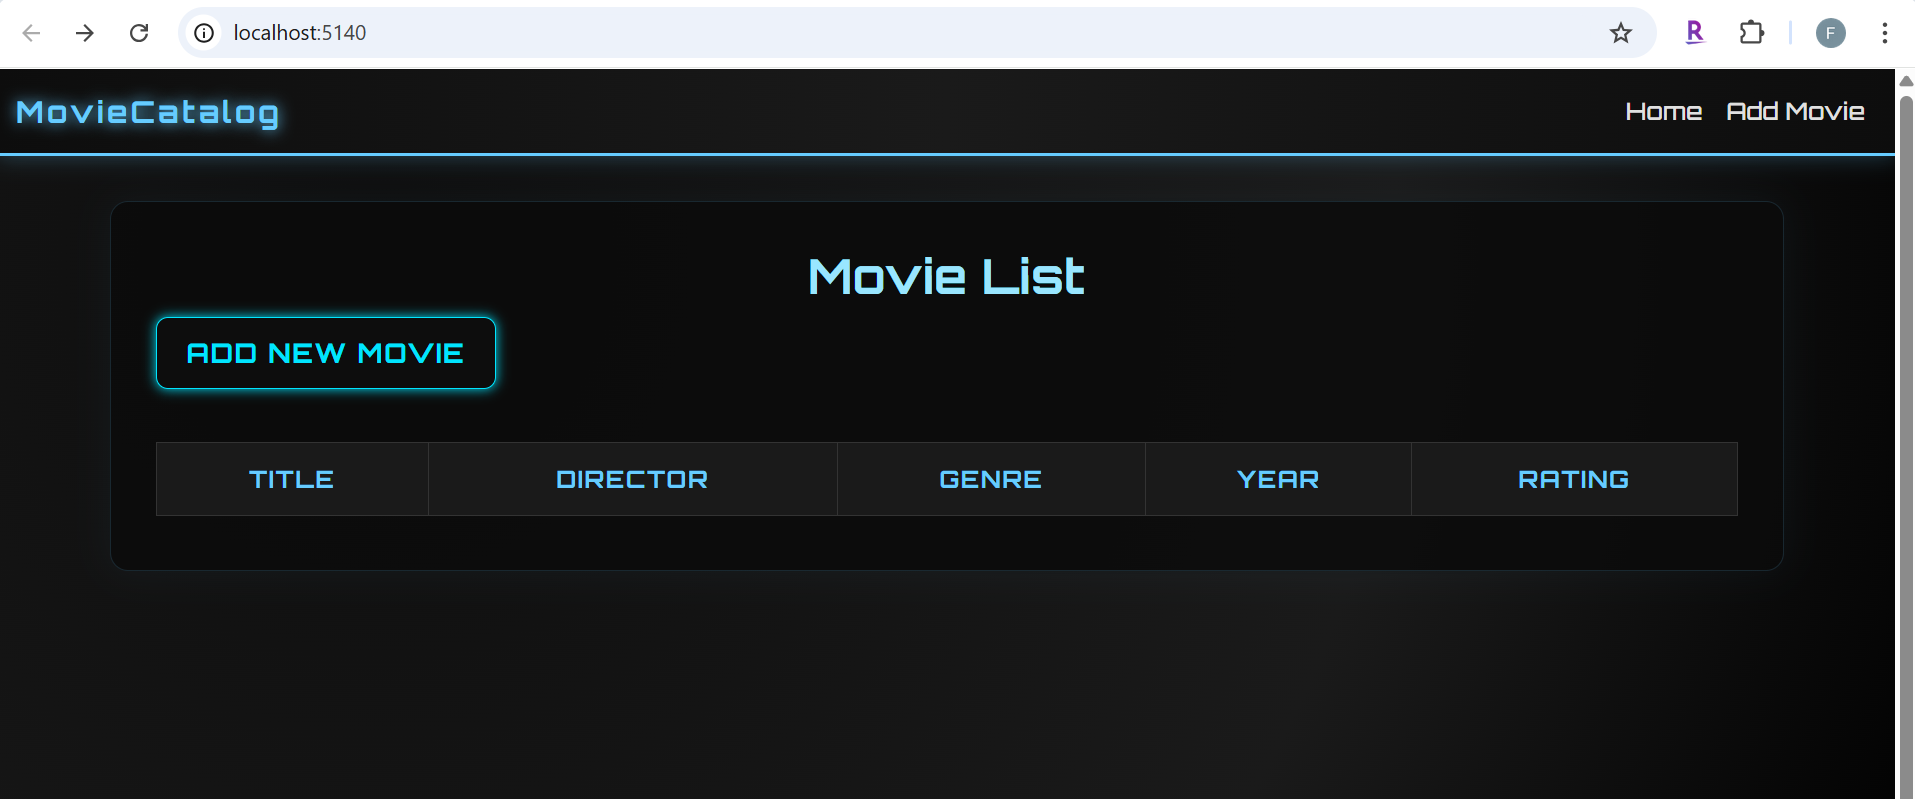 localhost:5140
R
F
MovieCatalog
Home Add Movie
Movie List
ADD NEW MOVIE
TITLE DIRECTOR GENRE YEAR RATING